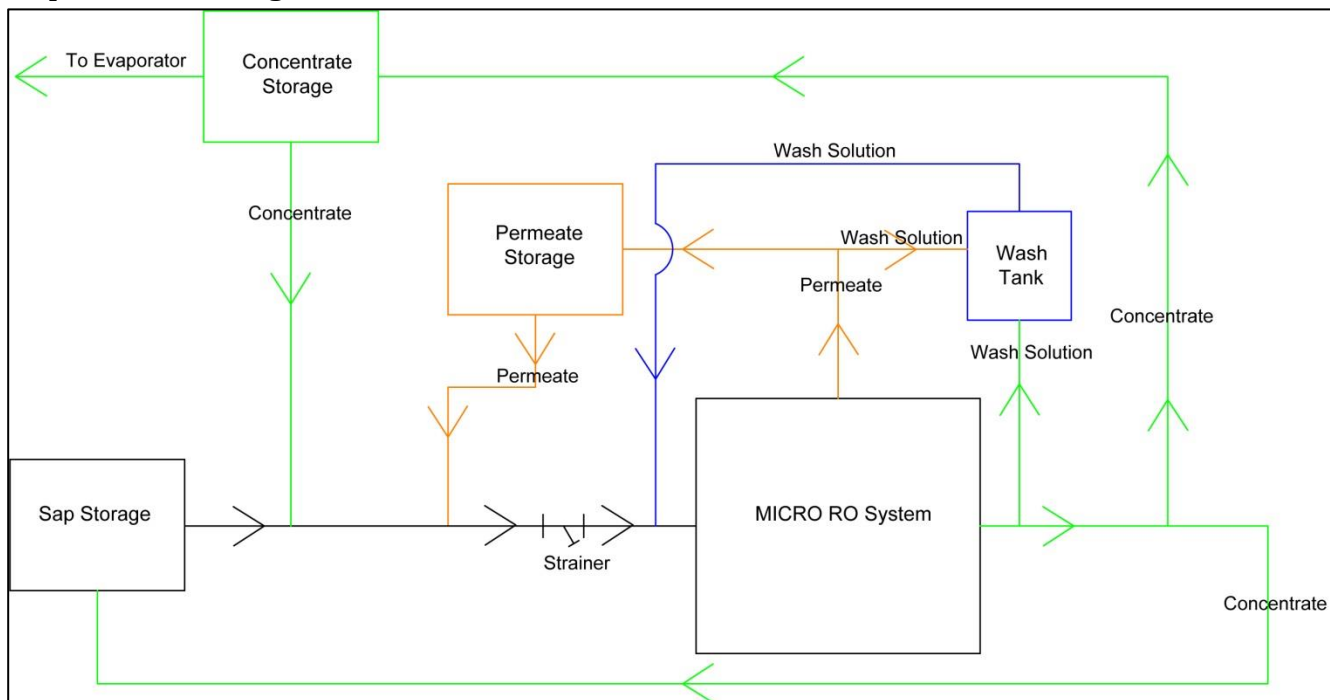 To Evaporator
Concentrate
Storage
Wash Solution
Concentrate
Permeate
Storage
Wash Solution
Wash
Tank
Permeate
Concentrate
Wash Solution
Permeate
Sap Storage
MICRO RO System
Strainer
Concentrate